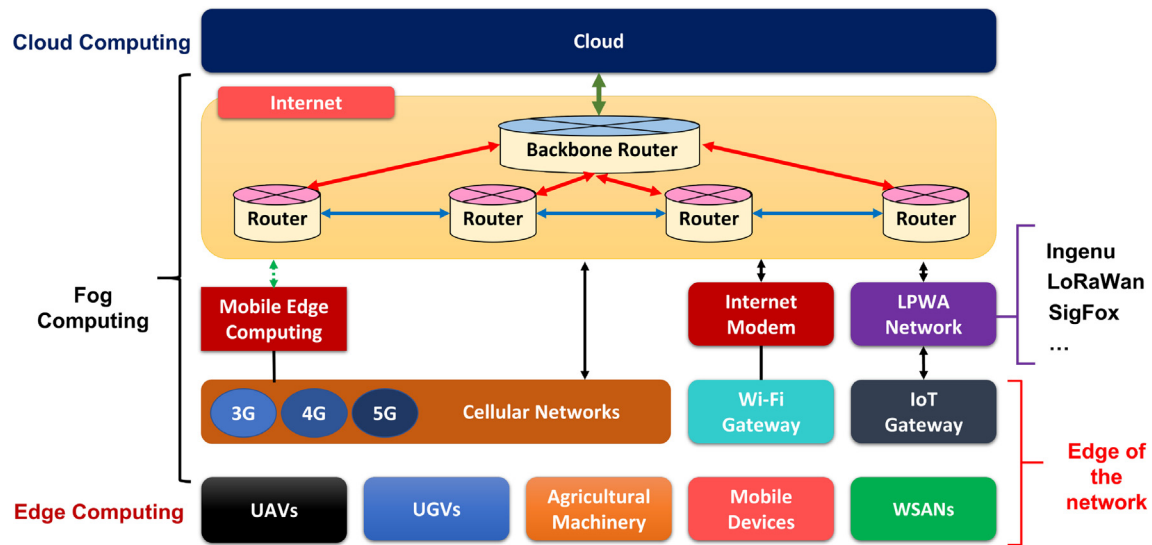 Cloud Computing
Cloud
Internet
Backbone Router
Router
Router
Router
Router
Fog
Computing
Mobile Edge
Computing
Internet
Modem
LPWA
Network
Ingenu
LoRaWan
SigFox
…
3G
4G
5G
Cellular Networks
Wi-Fi
Gateway
IoT
Gateway
Edge of
the
network
Edge Computing
UAVs
UGVs
Agricultural
Machinery
Mobile
Devices
WSANs